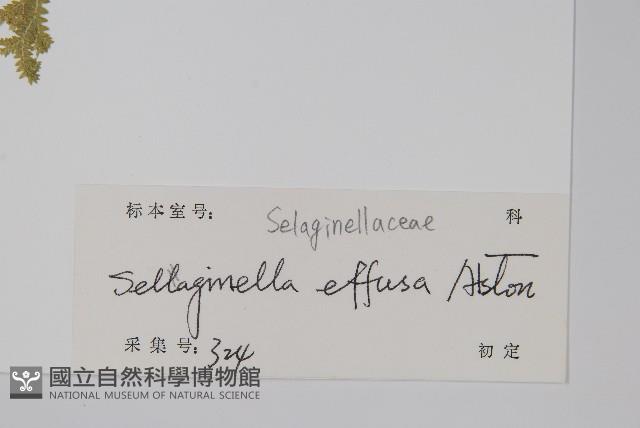 标本室号: Selaginellaceae 科
Sellaginella effusa Alston
采集号: 324 初定
國立自然科學博物館
NATIONAL MUSEUM OF NATURAL SCIENCE